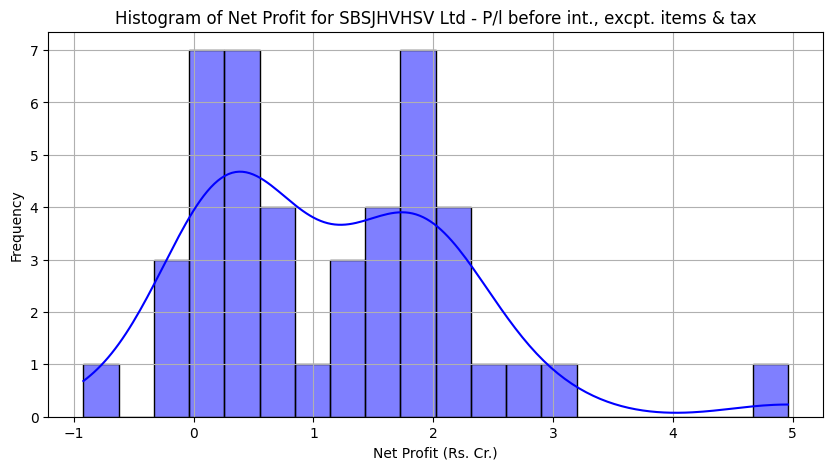 Histogram of Net Profit for SBSJHVHSV Ltd - P/l before int., excpt. items & tax
7
6
5
4
3
2
1
0
Frequency
−1 0 1 2 3 4 5
Net Profit (Rs. Cr.)